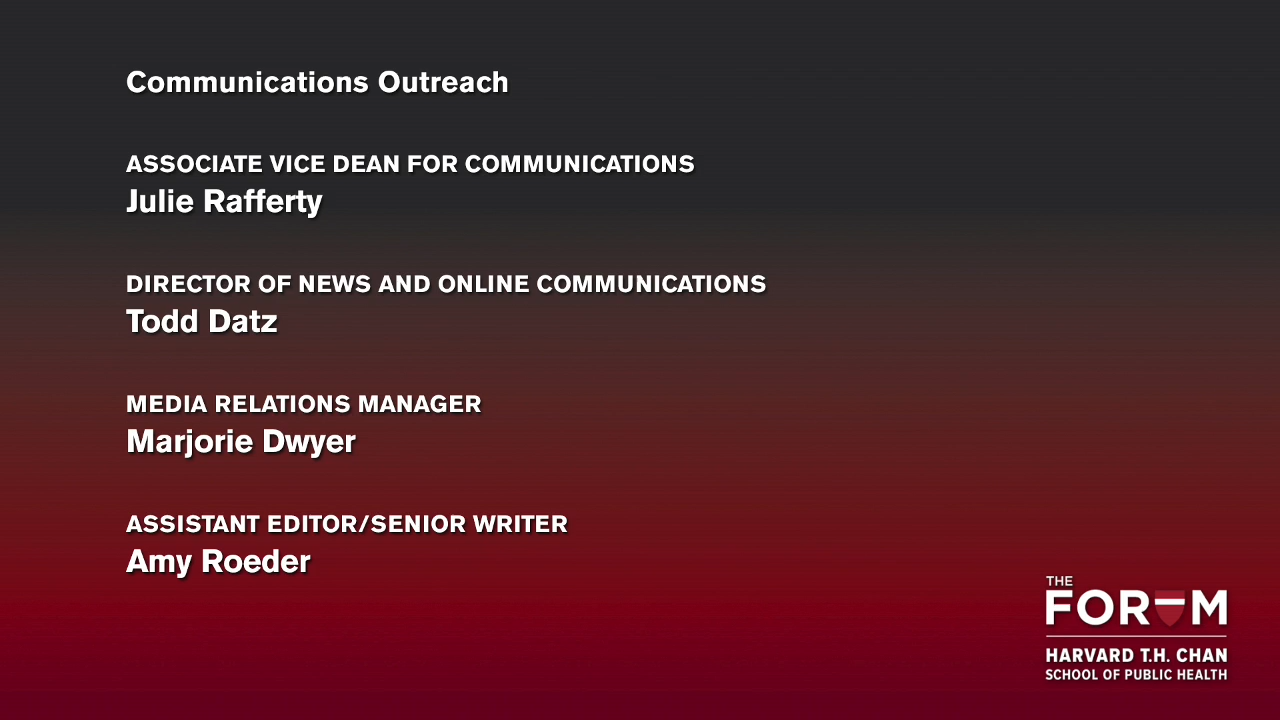 Communications Outreach
ASSOCIATE VICE DEAN FOR COMMUNICATIONS
Julie Rafferty
DIRECTOR OF NEWS AND ONLINE COMMUNICATIONS
Todd Datz
MEDIA RELATIONS MANAGER
Marjorie Dwyer
ASSISTANT EDITOR/SENIOR WRITER
Amy Roeder
THE
FORUM
HARVARD T.H. CHAN
SCHOOL OF PUBLIC HEALTH